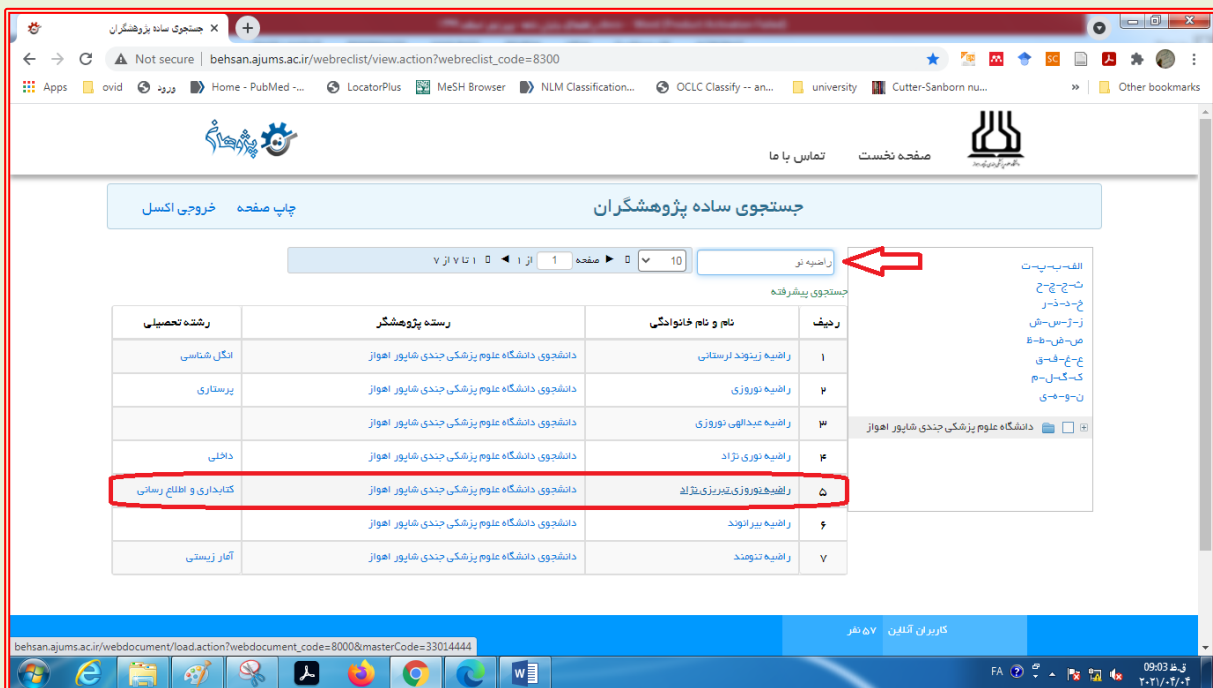 جستجوی ساده پژوهشگران
Not secure | behsan.ajums.ac.ir/webreclist/view.action?webreclist_code=8300
Apps ovid ورود Home - PubMed -... LocatorPlus MeSH Browser NLM Classification... OCLC Classify -- an... university Cutter-Sanborn nu... » Other bookmarks
صفحه نخست تماس با ما
پژوهان
جستجوی ساده پژوهشگران
چاپ صفحه خروجی اکسل
راضیه نو
10
صفحه 1 از ۱
۱ تا ۷ از ۷
جستجوی پیشرفته
الف-ب-پ-ت
ث-ج-چ-ح
خ-د-ذ-ر
ز-ژ-س-ش
ص-ض-ط-ظ
ع-غ-ف-ق
ک-گ-ل-م
ن-و-ه-ی
دانشگاه علوم پزشکی جندی شاپور اهواز
ردیف نام و نام خانوادگی رسته پژوهشگر رشته تحصیلی
۱ راضیه زینوند لرستانی دانشجوی دانشگاه علوم پزشکی جندی شاپور اهواز انگل شناسی
۲ راضیه نوروزی دانشجوی دانشگاه علوم پزشکی جندی شاپور اهواز پرستاری
۳ راضیه عبدالهی نوروزی دانشجوی دانشگاه علوم پزشکی جندی شاپور اهواز
۴ راضیه نوری نژاد دانشجوی دانشگاه علوم پزشکی جندی شاپور اهواز داخلی
۵ راضیه نوروزی تبریزی نژاد دانشجوی دانشگاه علوم پزشکی جندی شاپور اهواز کتابداری و اطلاع رسانی
۶ راضیه بیرانوند دانشجوی دانشگاه علوم پزشکی جندی شاپور اهواز
۷ راضیه تنومند دانشجوی دانشگاه علوم پزشکی جندی شاپور اهواز آمار زیستی
کاربران آنلاین ۵۷ نفر
behsan.ajums.ac.ir/webdocument/load.action?webdocument_code=8000&masterCode=33014444
FA
09:03 ق.ظ
۲۰۲۱/۰۴/۰۴